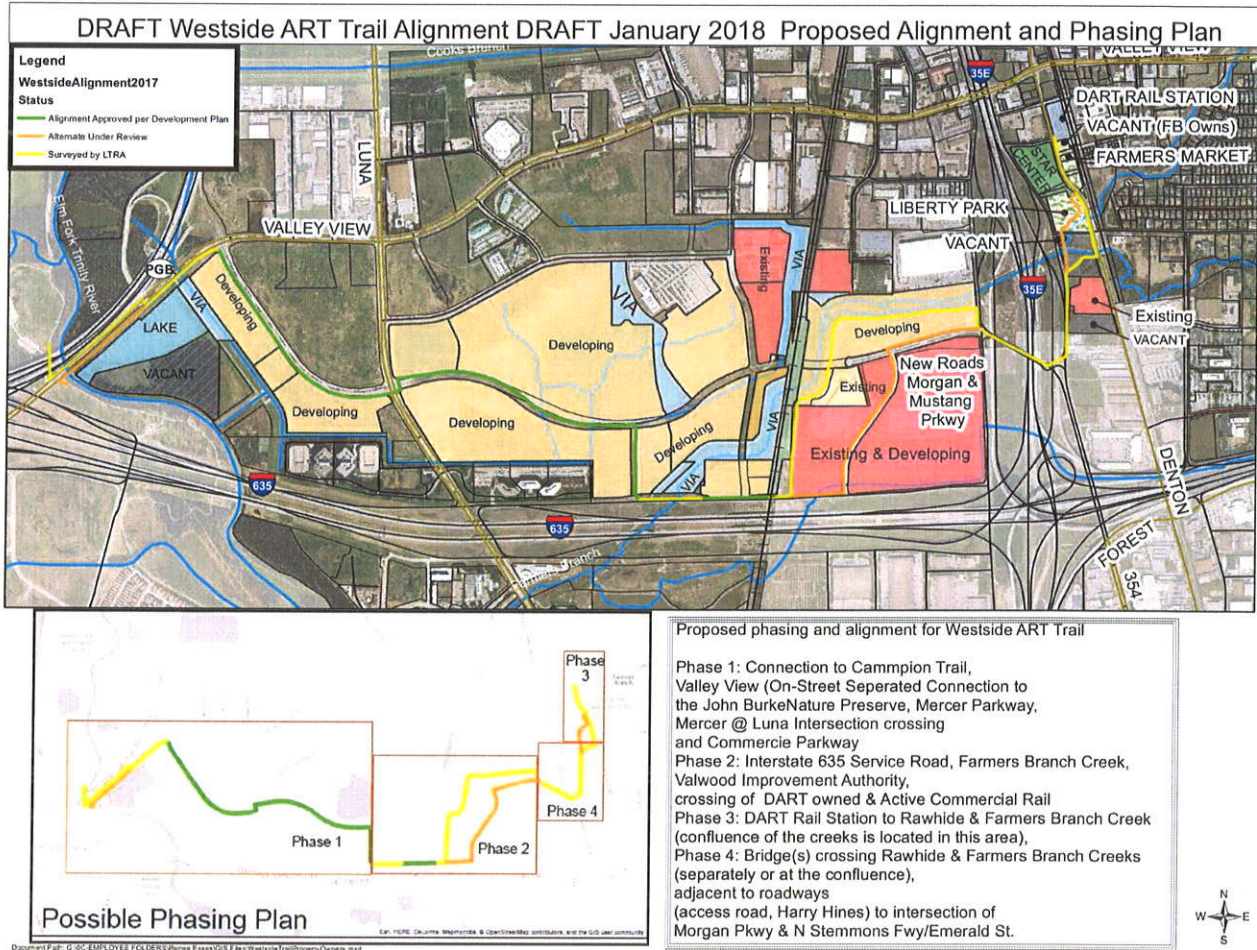 DRAFT Westside ART Trail Alignment DRAFT January 2018 Proposed Alignment and Phasing Plan
Legend
WestsideAlignment2017
Status
Alignment Approved per Development Plan
Alternate Under Review
Surveyed by LTRA
Cooks Branch
VALLEY VIEW
35E
DART RAIL STATION
VACANT (FB Owns)
FARMERS MARKET
STAR CENTER
LUNA
Elm Fork Trinity River
VALLEY VIEW
LIBERTY PARK
VACANT
PGB
Developing
VIA
LAKE
VACANT
Developing
Developing
VIA
Existing
VIA
35E
Developing
Existing
VACANT
Developing
Developing
VIA
Existing
New Roads
Morgan &
Mustang
Prkwy
Existing & Developing
VIA
635
635
Farmers Branch
DENTON
FOREST
354
Phase 3
Phase 4
Phase 1
Phase 2
Possible Phasing Plan
Proposed phasing and alignment for Westside ART Trail
Phase 1: Connection to Cammpion Trail,
Valley View (On-Street Seperated Connection to
the John BurkeNature Preserve, Mercer Parkway,
Mercer @ Luna Intersection crossing
and Commercie Parkway
Phase 2: Interstate 635 Service Road, Farmers Branch Creek,
Valwood Improvement Authority,
crossing of DART owned & Active Commercial Rail
Phase 3: DART Rail Station to Rawhide & Farmers Branch Creek
(confluence of the creeks is located in this area),
Phase 4: Bridge(s) crossing Rawhide & Farmers Branch Creeks
(separately or at the confluence),
adjacent to roadways
(access road, Harry Hines) to intersection of
Morgan Pkwy & N Stemmons Fwy/Emerald St.
N
W
E
S